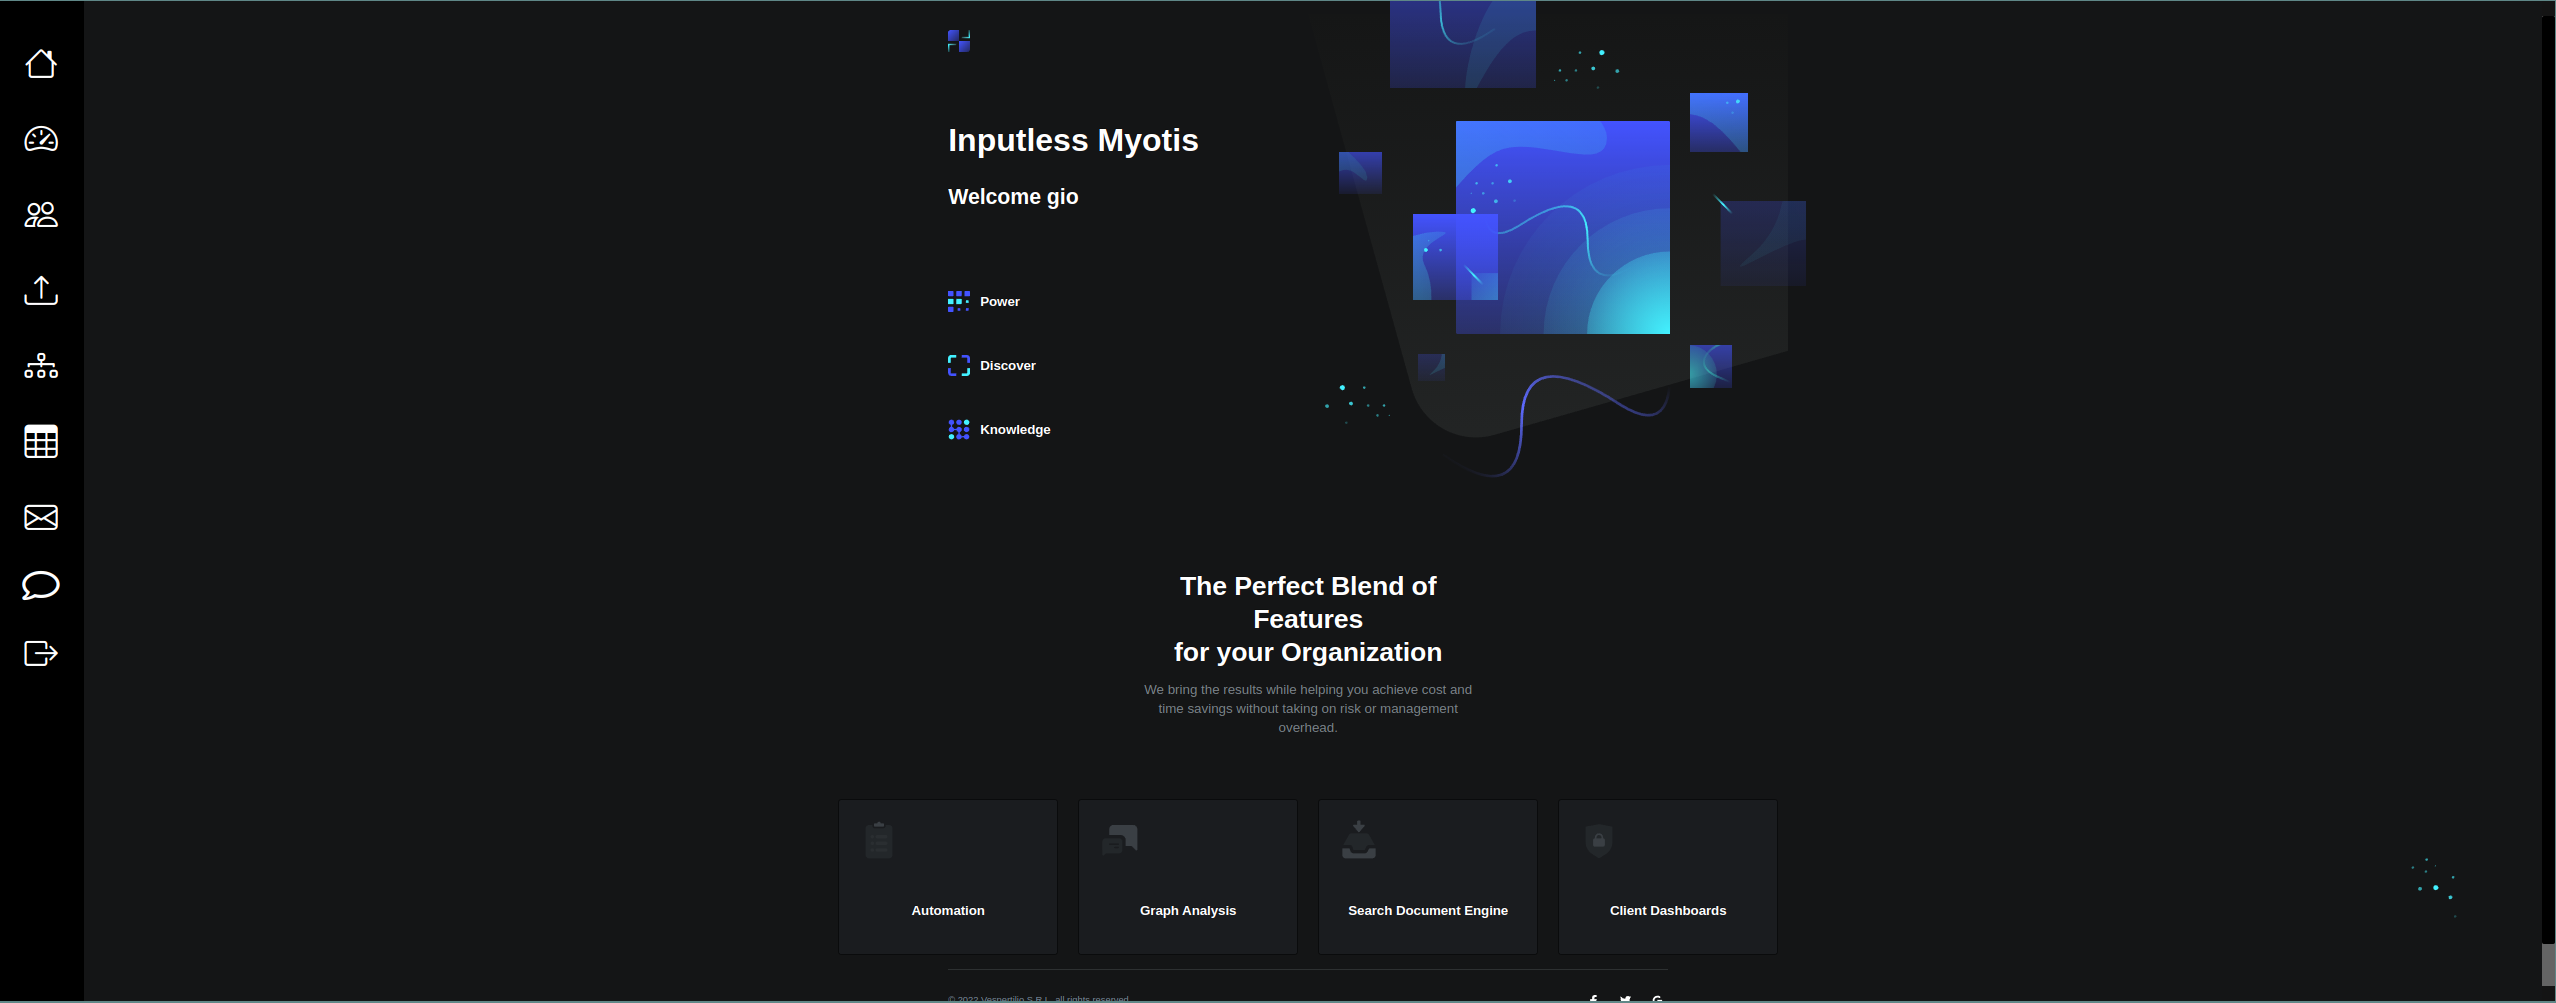 Inputless Myotis
Welcome gio
Power
Discover
Knowledge
The Perfect Blend of
Features
for your Organization
We bring the results while helping you achieve cost and
time savings without taking on risk or management
overhead.
Automation
Graph Analysis
Search Document Engine
Client Dashboards
© 2022 Vespertilio S.R.L., all rights reserved